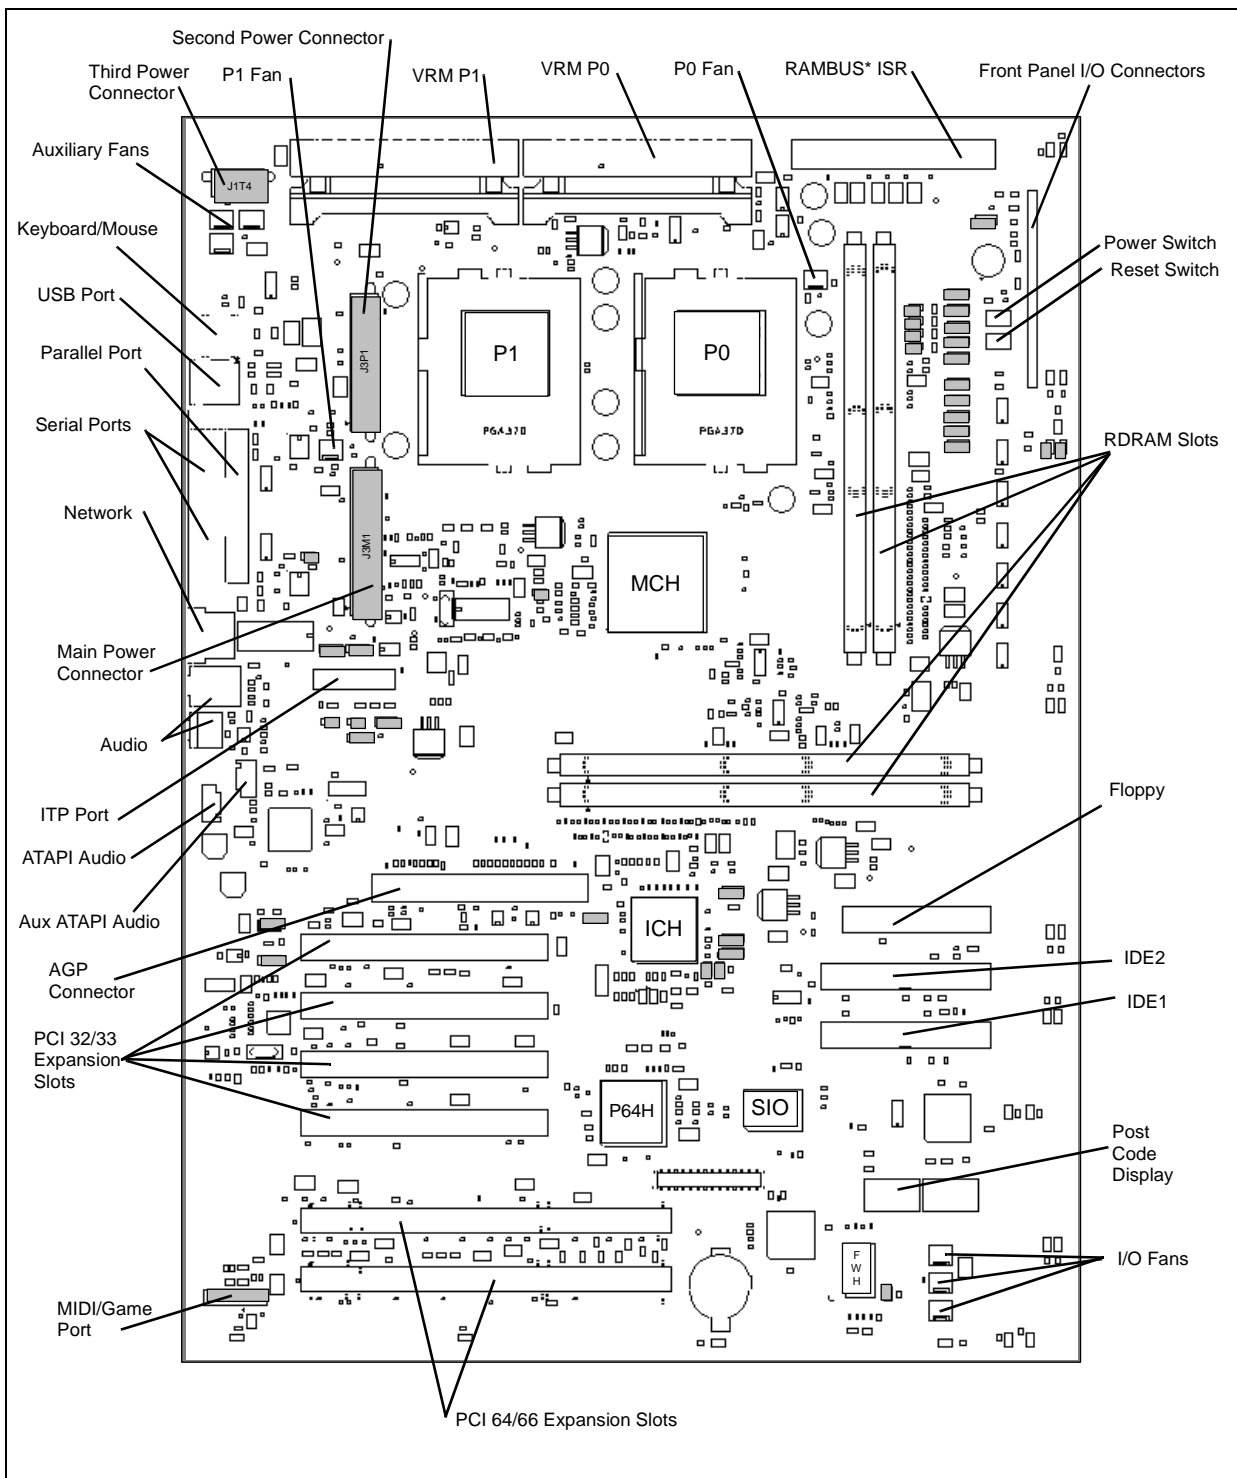 Second Power Connector
Third Power
Connector
P1 Fan
VRM P1
VRM P0
P0 Fan
RAMBUS* ISR
Front Panel I/O Connectors
Auxiliary Fans
J1T4
Keyboard/Mouse
Power Switch
Reset Switch
USB Port
Parallel Port
J3P1
P1
P0
Serial Ports
PGA370
PGA370
RDRAM Slots
Network
J3M1
MCH
Main Power
Connector
Audio
ITP Port
Floppy
ATAPI Audio
Aux ATAPI Audio
ICH
AGP
Connector
IDE2
IDE1
PCI 32/33
Expansion
Slots
P64H
SIO
Post
Code
Display
F
W
H
I/O Fans
MIDI/Game
Port
PCI 64/66 Expansion Slots